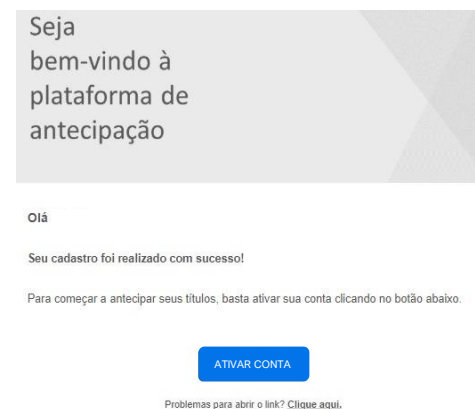 Seja
bem-vindo à
plataforma de
antecipação
Olá
Seu cadastro foi realizado com sucesso!
Para começar a antecipar seus títulos, basta ativar sua conta clicando no botão abaixo.
ATIVAR CONTA
Problemas para abrir o link? Clique aqui.